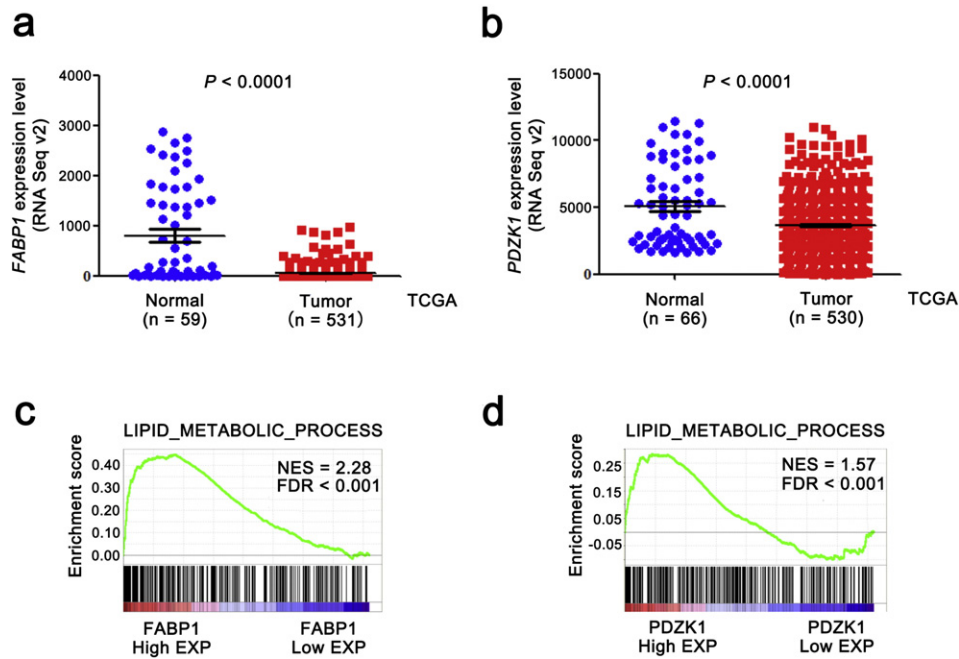 a
FABP1 expression level
(RNA Seq v2)
4000
3000
2000
1000
0
P < 0.0001
Normal
(n = 59)
Tumor
(n = 531)
TCGA
b
PDZK1 expression level
(RNA Seq v2)
15000
10000
5000
0
P < 0.0001
Normal
(n = 66)
Tumor
(n = 530)
TCGA
c
LIPID_METABOLIC_PROCESS
Enrichment score
0.40
0.30
0.20
0.10
0.00
NES = 2.28
FDR < 0.001
FABP1
High EXP
FABP1
Low EXP
d
LIPID_METABOLIC_PROCESS
Enrichment score
0.25
0.15
0.05
-0.05
NES = 1.57
FDR < 0.001
PDZK1
High EXP
PDZK1
Low EXP